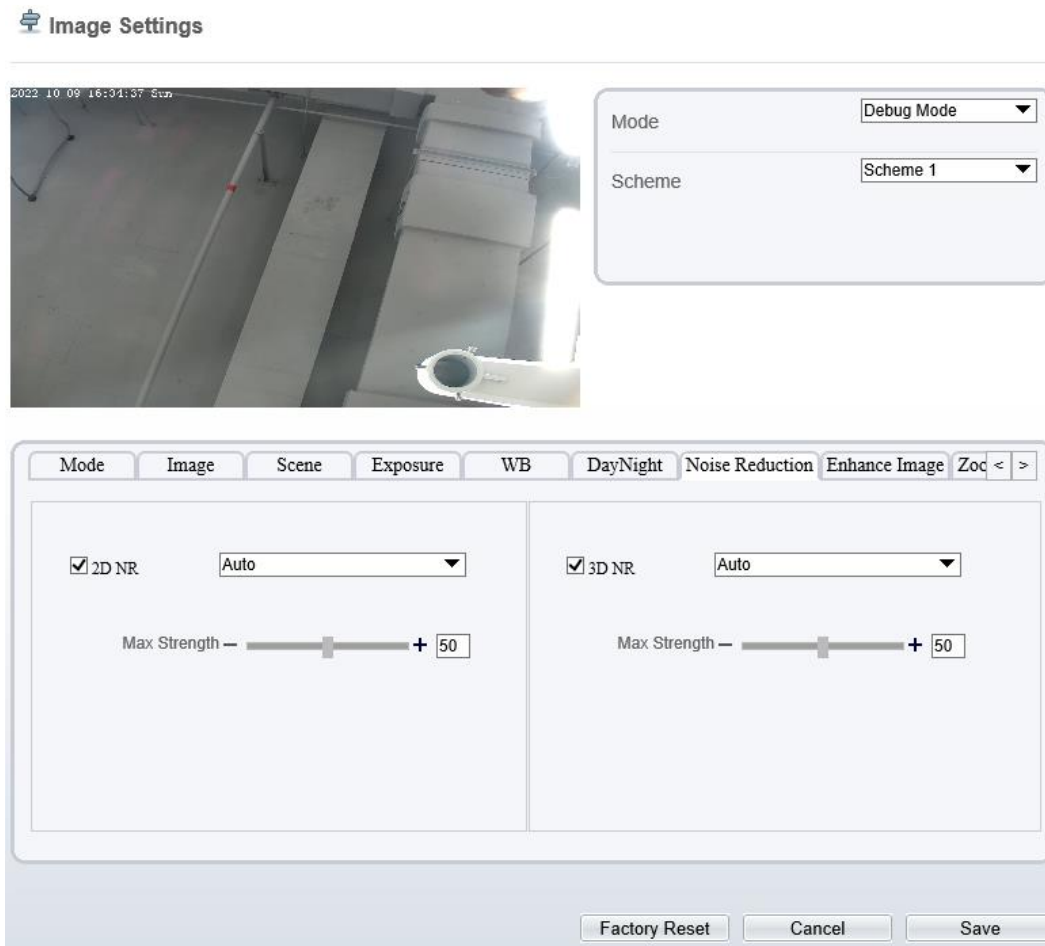 Image Settings
2022 10 09 16:34:37 Sun
Mode
Debug Mode
Scheme
Scheme 1
Mode Image Scene Exposure WB DayNight Noise Reduction Enhance Image Zoo < >
2D NR Auto
3D NR Auto
Max Strength − + 50
Max Strength − + 50
Factory Reset Cancel Save